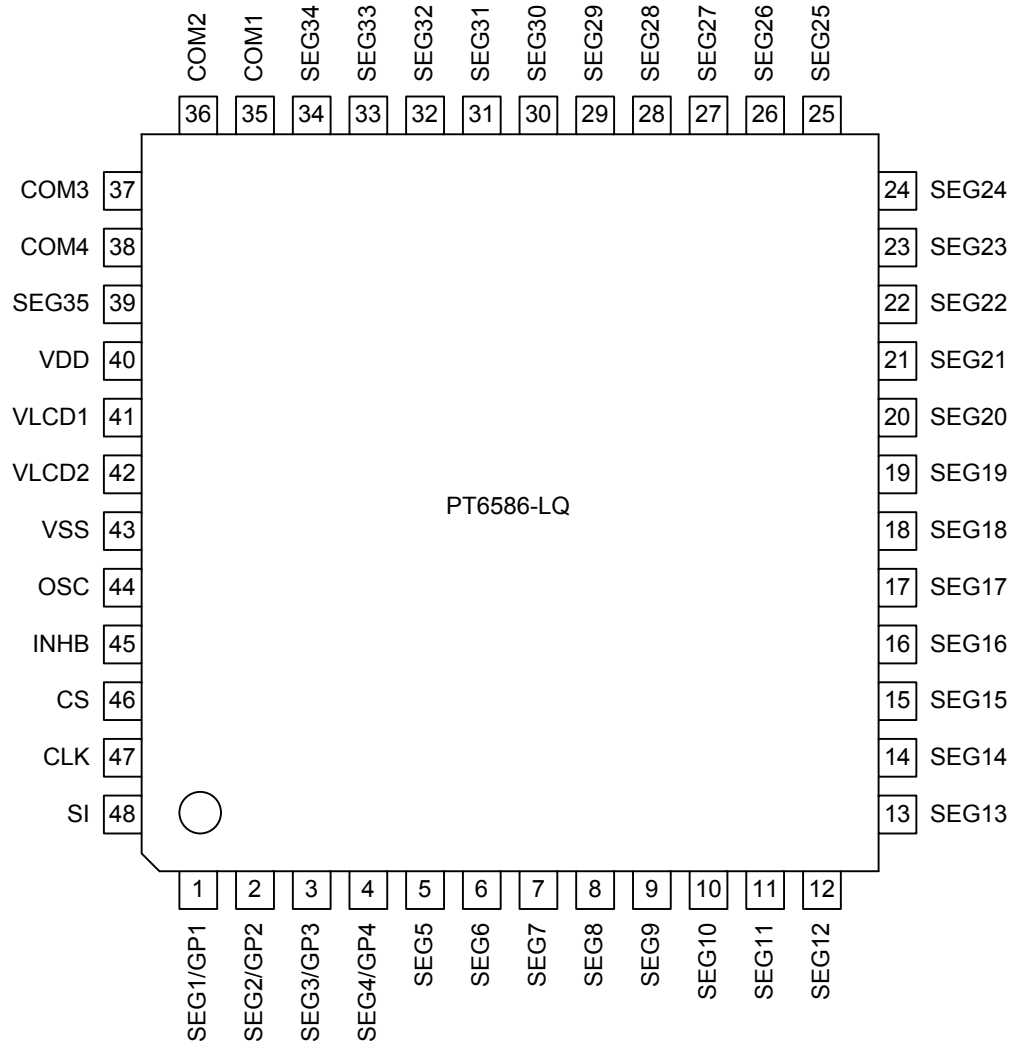 COM2
COM1
SEG34
SEG33
SEG32
SEG31
SEG30
SEG29
SEG28
SEG27
SEG26
SEG25
36
35
34
33
32
31
30
29
28
27
26
25
COM3 37
COM4 38
SEG35 39
VDD 40
VLCD1 41
VLCD2 42
VSS 43
OSC 44
INHB 45
CS 46
CLK 47
SI 48
PT6586-LQ
24 SEG24
23 SEG23
22 SEG22
21 SEG21
20 SEG20
19 SEG19
18 SEG18
17 SEG17
16 SEG16
15 SEG15
14 SEG14
13 SEG13
1
2
3
4
5
6
7
8
9
10
11
12
SEG1/GP1
SEG2/GP2
SEG3/GP3
SEG4/GP4
SEG5
SEG6
SEG7
SEG8
SEG9
SEG10
SEG11
SEG12